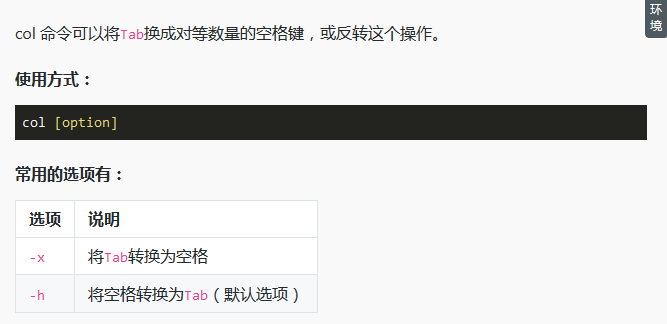 环
境
col 命令可以将Tab换成对等数量的空格键，或反转这个操作。
使用方式：
col [option]
常用的选项有：
选项 说明
-x 将Tab转换为空格
-h 将空格转换为Tab（默认选项）